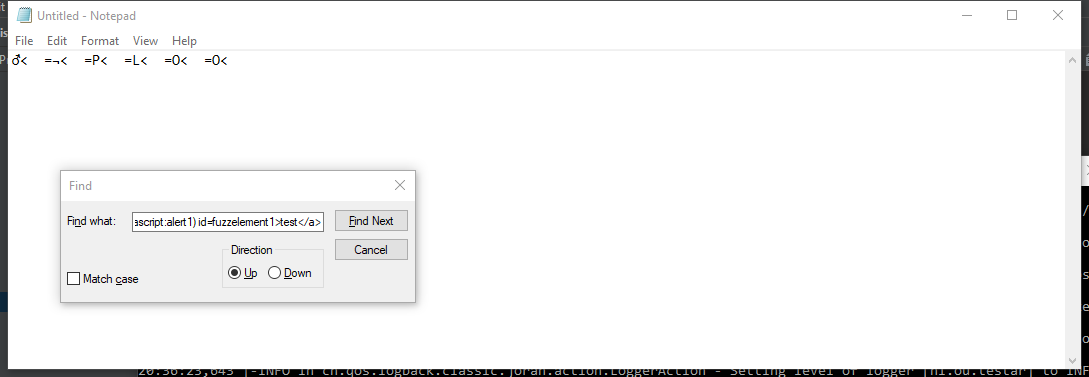 Untitled - Notepad
File Edit Format View Help
♂< =¬< =P< =L< =O< =O<
Find
Find what: ascript:alert1) id=fuzzelement1>test</a> Find Next
Direction Cancel
Up Down
Match case
20:36:23,643 |-INFO in ch.qos.logback.classic.joran.action.LoggerAction - Setting level of logger [nl.ou.testar] to INF